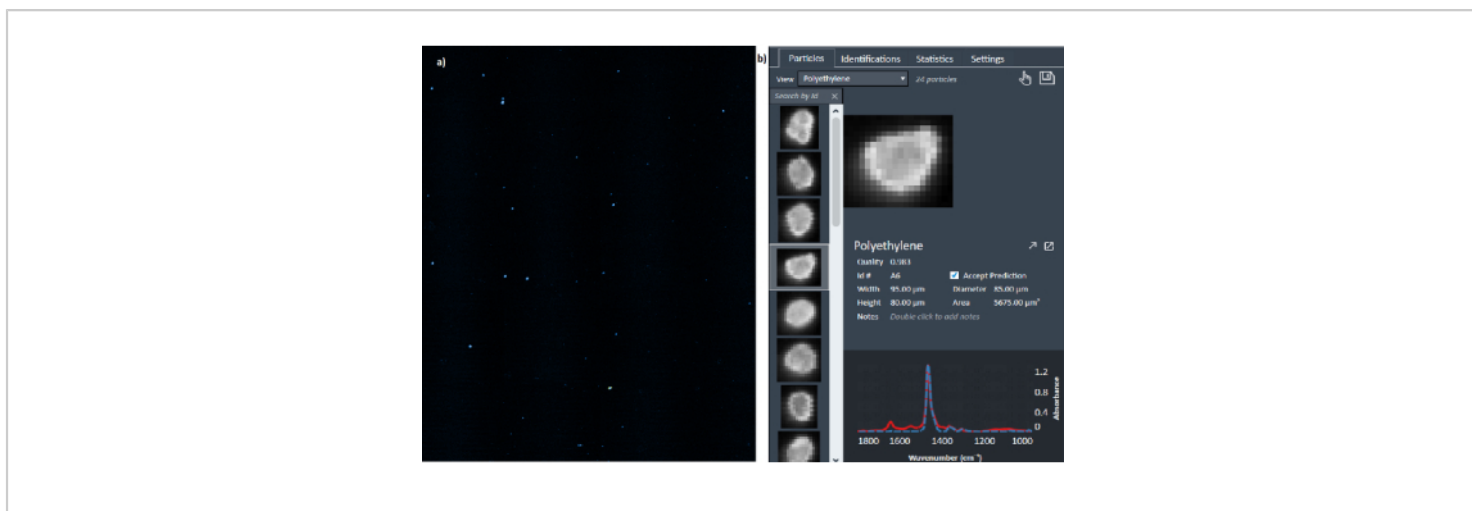 a)
b)
Particles Identifications Statistics Settings
View Polyethylene 24 particles
Search by Id ×
Polyethylene
Quality 0.983
Id # A6 Accept Prediction
Width 95.00 µm Diameter 85.00 µm
Height 80.00 µm Area 5675.00 µm²
Notes Double click to add notes
1.2
0.8
0.4
0
Absorbance
1800 1600 1400 1200 1000
Wavenumber (cm⁻¹)